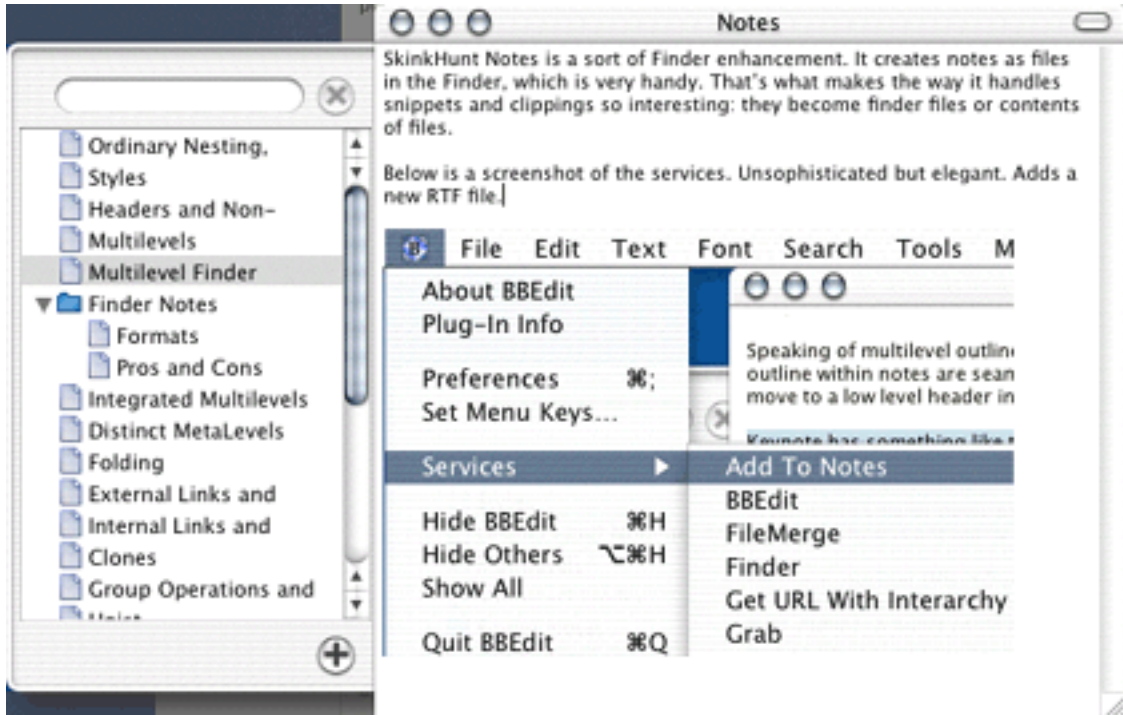 Notes
SkinkHunt Notes is a sort of Finder enhancement. It creates notes as files
in the Finder, which is very handy. That's what makes the way it handles
snippets and clippings so interesting: they become finder files or contents
of files.
Below is a screenshot of the services. Unsophisticated but elegant. Adds a
new RTF file.
Ordinary Nesting,
Styles
Headers and Non-
Multilevels
Multilevel Finder
Finder Notes
Formats
Pros and Cons
Integrated Multilevels
Distinct MetaLevels
Folding
External Links and
Internal Links and
Clones
Group Operations and
Hoist
File Edit Text Font Search Tools M
About BBEdit
Plug-In Info
Preferences ⌘;
Set Menu Keys...
Services
Hide BBEdit ⌘H
Hide Others ⌥⌘H
Show All
Quit BBEdit ⌘Q
Speaking of multilevel outlin
outline within notes are sean
move to a low level header in
Keynote has something like t
Add To Notes
BBEdit
FileMerge
Finder
Get URL With Interarchy
Grab